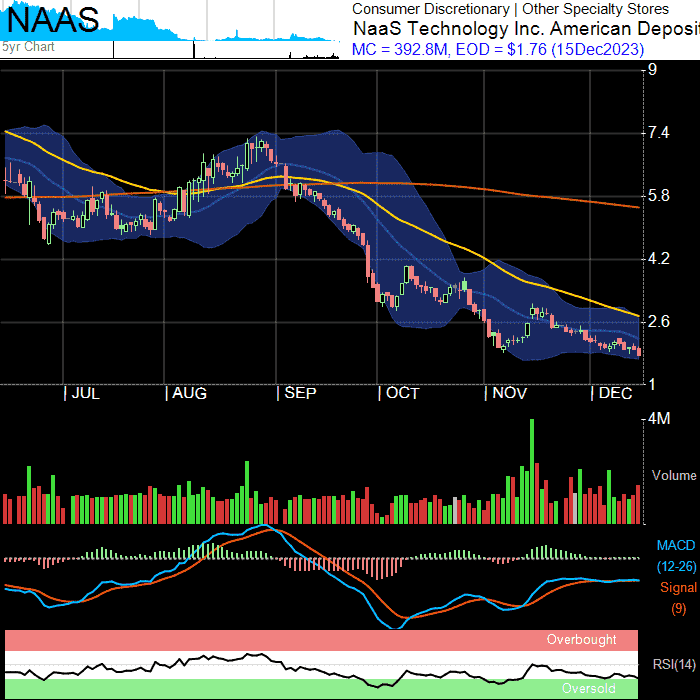 NAAS
5yr Chart
Consumer Discretionary | Other Specialty Stores
NaaS Technology Inc. American Deposi
MC = 392.8M, EOD = $1.76 (15Dec2023)
9
7.4
5.8
4.2
2.6
1
| JUL | AUG | SEP | OCT | NOV | DEC
4M
Volume
MACD
(12-26)
Signal
(9)
Overbought
RSI(14)
Oversold